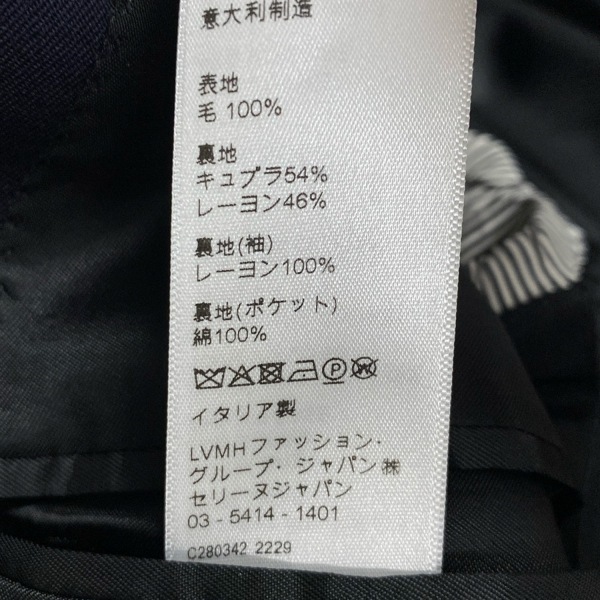 意大利制造
表地
毛 100%
裏地
キュプラ54%
レーヨン46%
裏地(袖)
レーヨン100%
裏地(ポケット)
綿100%
イタリア製
LVMHファッション・
グループ・ジャパン㈱
セリーヌジャパン
03 - 5414 - 1401
C280342 2229